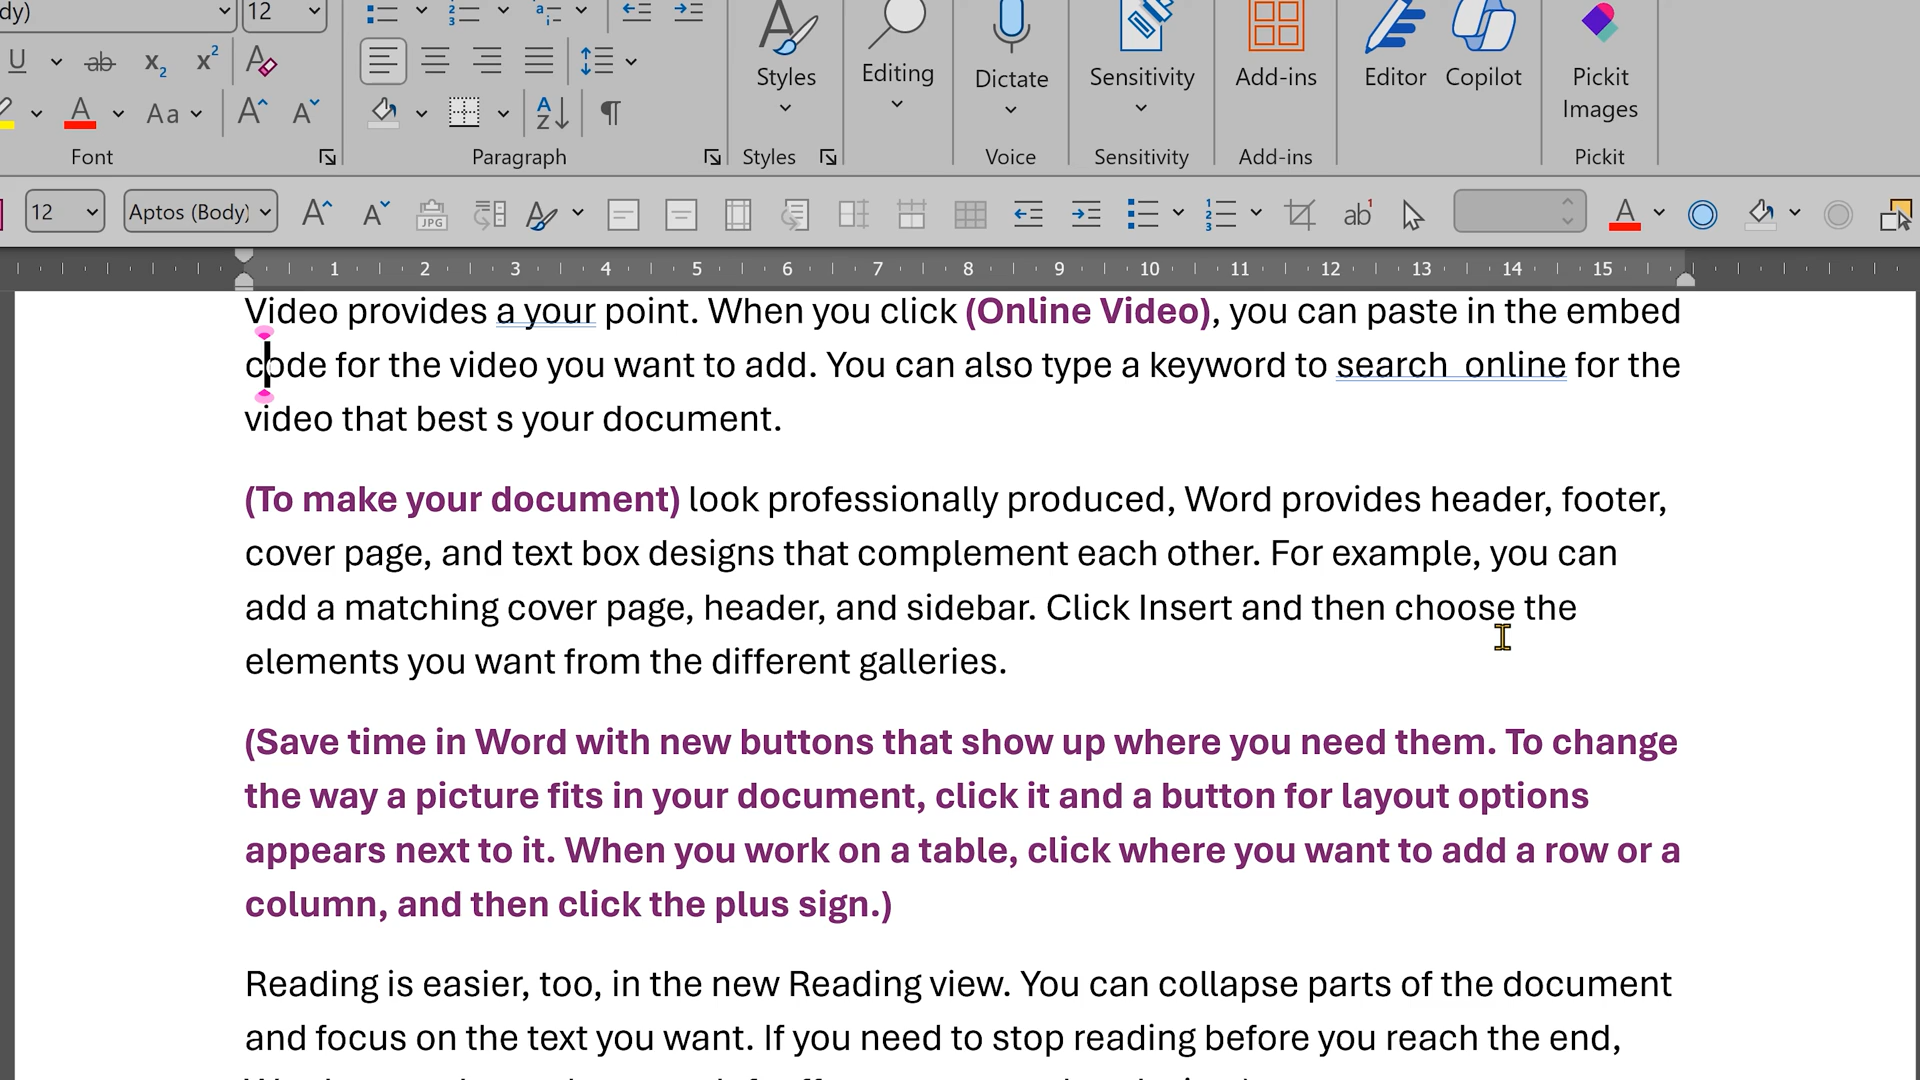 dy)
12
U
ab
x2
x2
A
Aa
A
A
A
Z
¶
Styles
Editing
Dictate
Sensitivity
Add-ins
Editor
Copilot
Pickit
Images
Font
Paragraph
Styles
Voice
Sensitivity
Add-ins
Pickit
12
Aptos (Body)
A
A
JPG
A
1
2
3
ab1
A
1 2 3 4 5 6 7 8 9 10 11 12 13 14 15
Video provides a your point. When you click (Online Video), you can paste in the embed
code for the video you want to add. You can also type a keyword to search  online for the
video that best s your document.
(To make your document) look professionally produced, Word provides header, footer,
cover page, and text box designs that complement each other. For example, you can
add a matching cover page, header, and sidebar. Click Insert and then choose the
elements you want from the different galleries.
(Save time in Word with new buttons that show up where you need them. To change
the way a picture fits in your document, click it and a button for layout options
appears next to it. When you work on a table, click where you want to add a row or a
column, and then click the plus sign.)
Reading is easier, too, in the new Reading view. You can collapse parts of the document
and focus on the text you want. If you need to stop reading before you reach the end,